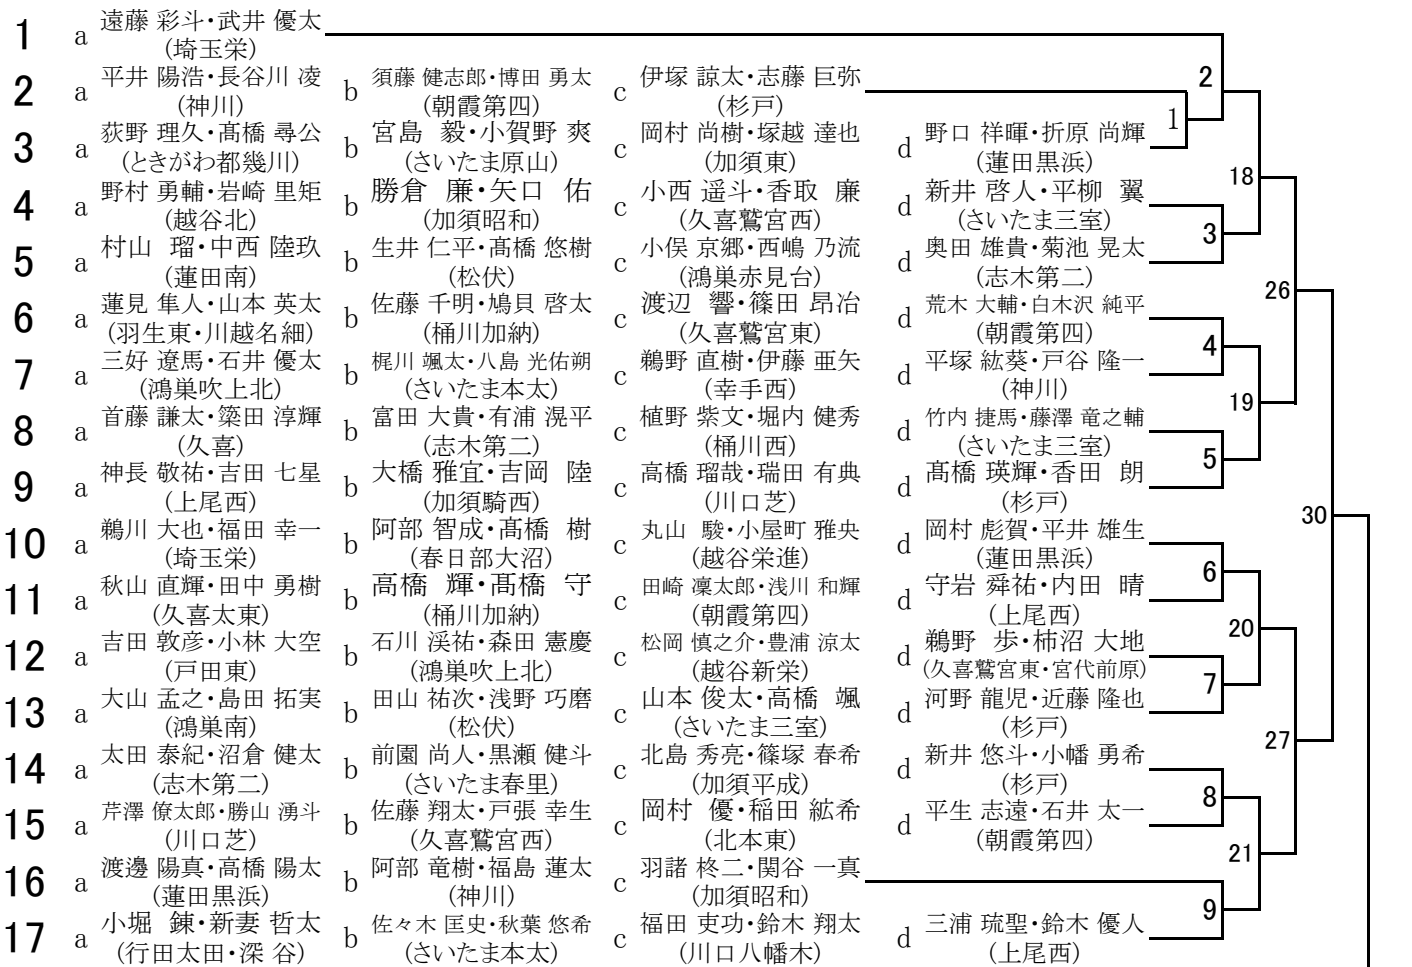 1 a 遠藤 彩斗・武井 優太
(埼玉栄)
2 a 平井 陽浩・長谷川 凌 b 須藤 健志郎・博田 勇太 c 伊塚 諒太・志藤 巨弥 2
(神川) (朝霞第四) (杉戸)
3 a 荻野 理久・髙橋 尋公 b 宮島 毅・小賀野 爽 c 岡村 尚樹・塚越 達也 d 野口 祥暉・折原 尚輝 1
(ときがわ都幾川) (さいたま原山) (加須東) (蓮田黒浜)
4 a 野村 勇輔・岩崎 里矩 b 勝倉 廉・矢口 佑 c 小西 遥斗・香取 廉 d 新井 啓人・平柳 翼 18
(越谷北) (加須昭和) (久喜鷲宮西) (さいたま三室)
5 a 村山 瑠・中西 陸玖 b 生井 仁平・髙橋 悠樹 c 小俣 京郷・西嶋 乃流 d 奥田 雄貴・菊池 晃太 3
(蓮田南) (松伏) (鴻巣赤見台) (志木第二)
6 a 蓮見 隼人・山本 英太 b 佐藤 千明・鳩貝 啓太 c 渡辺 響・篠田 昂冶 d 荒木 大輔・白木沢 純平 26
(羽生東・川越名細) (桶川加納) (久喜鷲宮東) (朝霞第四)
7 a 三好 遼馬・石井 優太 b 梶川 颯太・八島 光佑朔 c 鵜野 直樹・伊藤 亜矢 d 平塚 紘葵・戸谷 隆一 4
(鴻巣吹上北) (さいたま本太) (幸手西) (神川)
8 a 首藤 謙太・簗田 淳輝 b 富田 大貴・有浦 滉平 c 植野 紫文・堀内 健秀 d 竹内 捷馬・藤澤 竜之輔 19
(久喜) (志木第二) (桶川西) (さいたま三室)
9 a 神長 敬祐・吉田 七星 b 大橋 雅宜・吉岡 陸 c 高橋 瑠哉・瑞田 有典 d 髙橋 瑛輝・香田 朗 5
(上尾西) (加須騎西) (川口芝) (杉戸)
10 a 鵜川 大也・福田 幸一 b 阿部 智成・髙橋 樹 c 丸山 駿・小屋町 雅央 d 岡村 彪賀・平井 雄生 30
(埼玉栄) (春日部大沼) (越谷栄進) (蓮田黒浜)
11 a 秋山 直輝・田中 勇樹 b 高橋 輝・髙橋 守 c 田崎 凜太郎・浅川 和輝 d 守岩 舜祐・内田 晴 6
(久喜太東) (桶川加納) (朝霞第四) (上尾西)
12 a 吉田 敦彦・小林 大空 b 石川 渓祐・森田 憲慶 c 松岡 慎之介・豊浦 涼太 d 鵜野 歩・柿沼 大地 20
(戸田東) (鴻巣吹上北) (越谷新栄) (久喜鷲宮東・宮代前原)
13 a 大山 孟之・島田 拓実 b 田山 祐次・浅野 巧磨 c 山本 俊太・高橋 颯 d 河野 龍児・近藤 隆也 7
(鴻巣南) (松伏) (さいたま三室) (杉戸)
14 a 太田 泰紀・沼倉 健太 b 前園 尚人・黒瀬 健斗 c 北島 秀亮・篠塚 春希 d 新井 悠斗・小幡 勇希 27
(志木第二) (さいたま春里) (加須平成) (杉戸)
15 a 芹澤 僚太郎・勝山 湧斗 b 佐藤 翔太・戸張 幸生 c 岡村 優・稲田 絋希 d 平生 志遠・石井 太一 8
(川口芝) (久喜鷲宮西) (北本東) (朝霞第四)
16 a 渡邊 陽真・高橋 陽太 b 阿部 竜樹・福島 蓮太 c 羽諸 柊二・関谷 一真 21
(蓮田黒浜) (神川) (加須昭和)
17 a 小堀 錬・新妻 哲太 b 佐々木 匡史・秋葉 悠希 c 福田 吏功・鈴木 翔太 d 三浦 琉聖・鈴木 優人 9
(行田太田・深 谷) (さいたま本太) (川口八幡木) (上尾西)